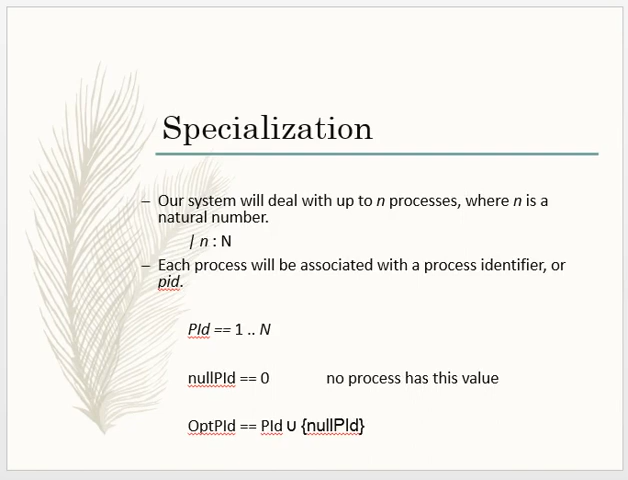 Specialization
– Our system will deal with up to n processes, where n is a
natural number.
| n : N
– Each process will be associated with a process identifier, or
pid.
PId == 1 .. N
nullPId == 0 no process has this value
OptPId == PId ∪ {nullPId}